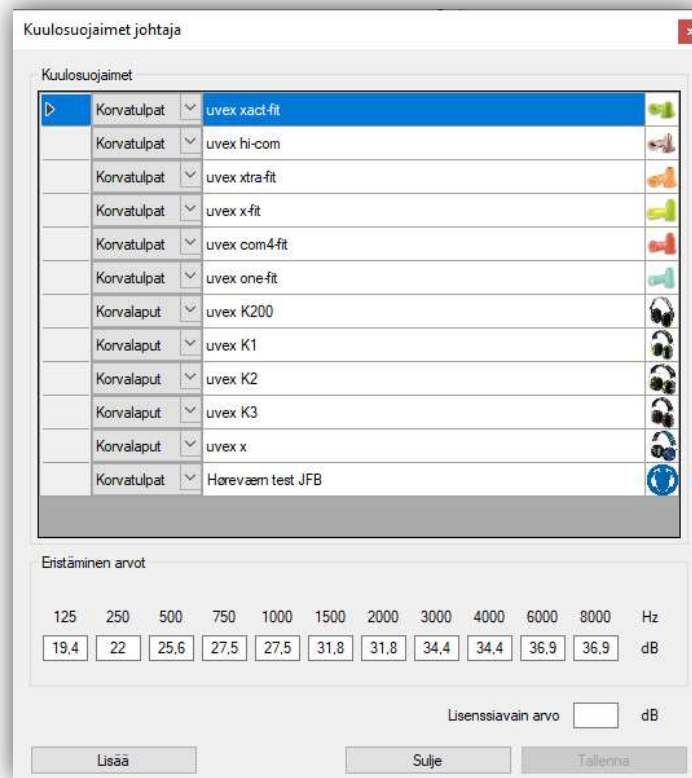 Kuulosuojaimet johtaja
Kuulosuojaimet
Korvatulpat uvex xact-fit
Korvatulpat uvex hi-com
Korvatulpat uvex xtra-fit
Korvatulpat uvex x-fit
Korvatulpat uvex com4-fit
Korvatulpat uvex one-fit
Korvalaput uvex K200
Korvalaput uvex K1
Korvalaput uvex K2
Korvalaput uvex K3
Korvalaput uvex x
Korvatulpat Høreværn test JFB
Eristäminen arvot
125 250 500 750 1000 1500 2000 3000 4000 6000 8000 Hz
19,4 22 25,6 27,5 27,5 31,8 31,8 34,4 34,4 36,9 36,9 dB
Lisenssiavain arvo dB
Lisää Sulje Tallenna